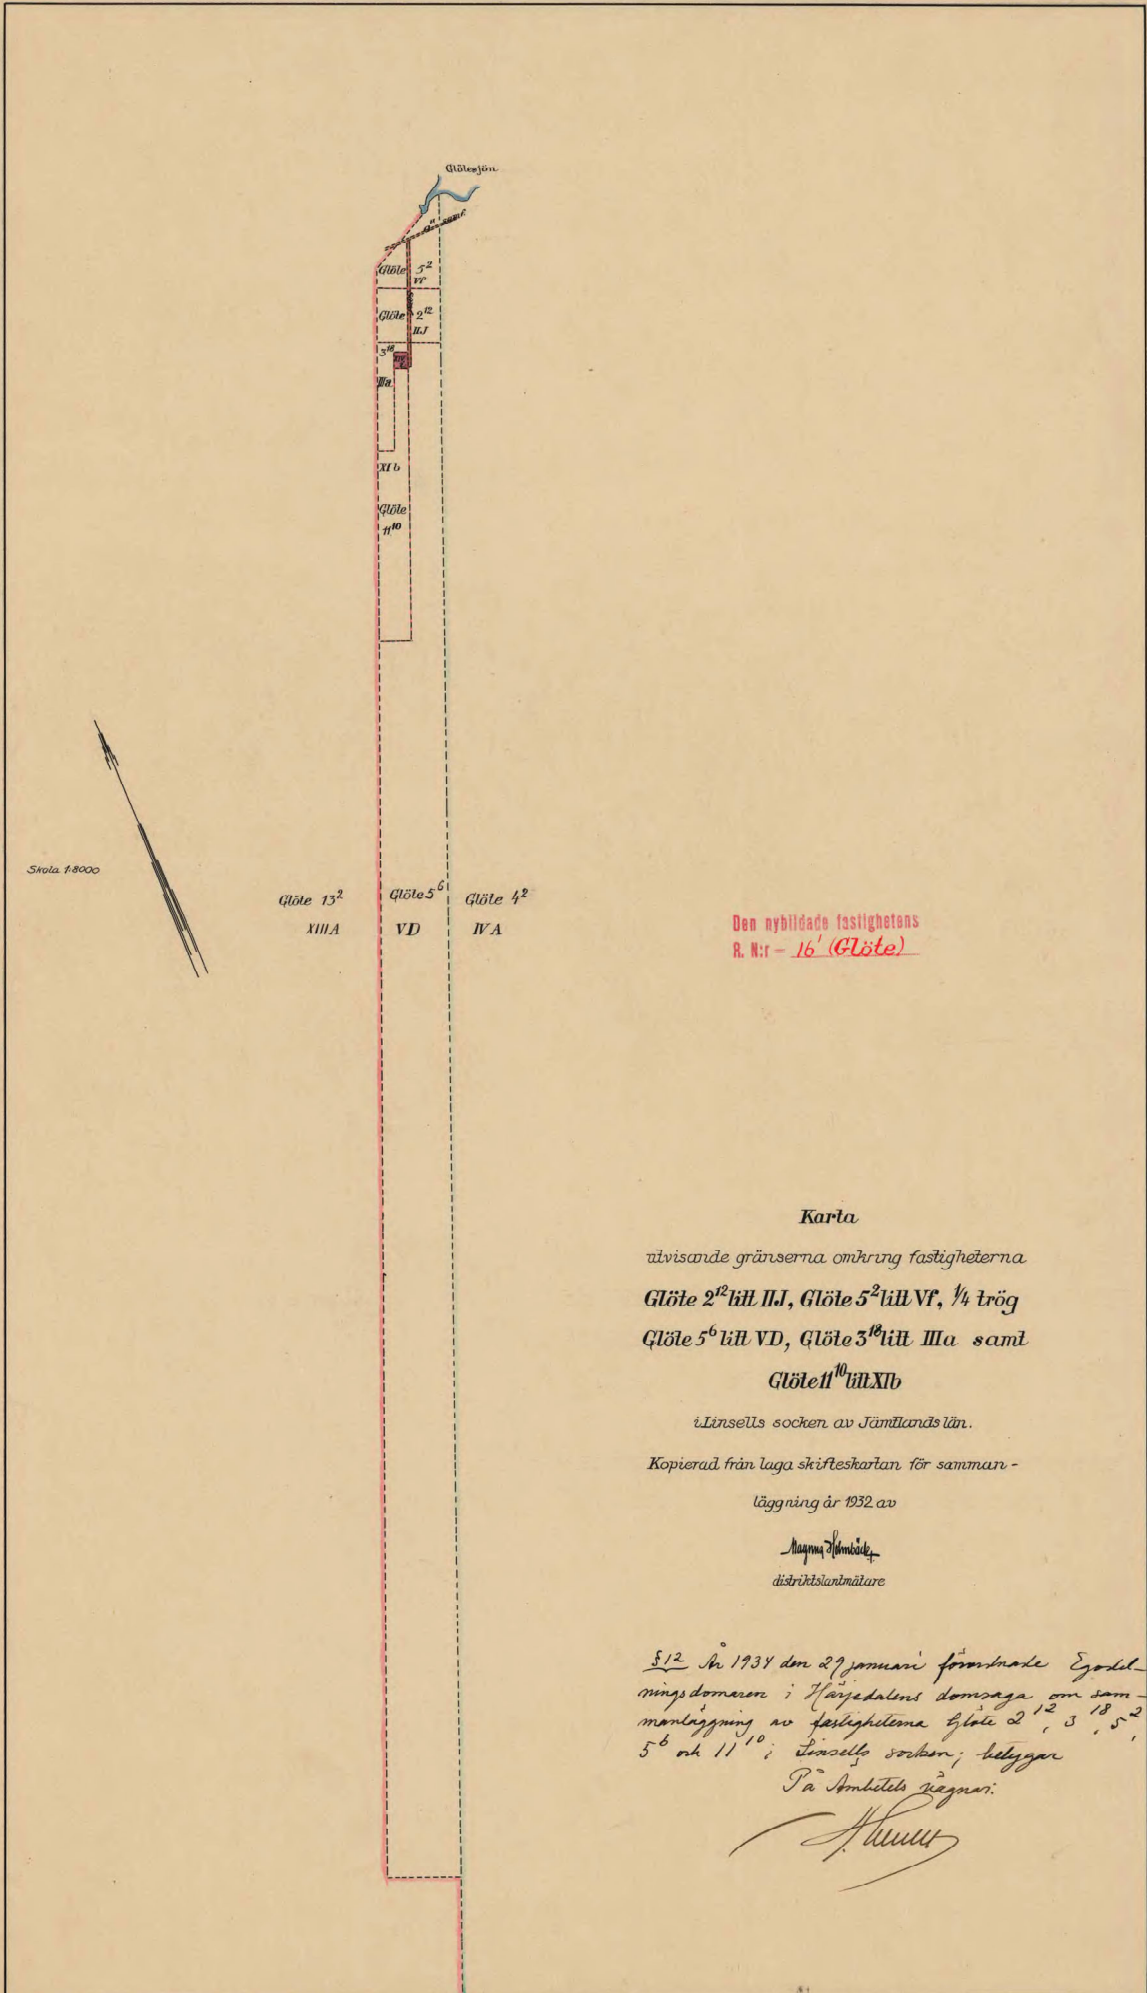 Glötesjön
Glöte 5²
Vf
Glöte 2¹²
II.J
3¹⁸
IIIa
XIb
Glöte
11¹⁰
Skala 1:8000
Glöte 13² Glöte 5⁶ Glöte 4²
XIIIA VD IVA
Den nybildade fastighetens
R. N:r – 16¹ (Glöte)
Karta
utvisande gränserna omkring fastigheterna
Glöte 2¹² litt II.J, Glöte 5² litt Vf, ¼ trög
Glöte 5⁶ litt VD, Glöte 3¹⁸ litt IIIa samt
Glöte 11¹⁰ litt XIb
i Linsells socken av Jämtlands län.
Kopierad från laga skifteskartan för samman-
läggning år 1932 av
Magnus Holmbäck
distriktslantmätare
§12 År 1934 den 29 januari förordnade Egodel-
ningsdomaren i Härjedalens domsaga om sam-
manläggning av fastigheterna Glöte 2¹², 3¹⁸, 5²,
5⁶ och 11¹⁰ i Linsells socken; betygar
På Ämbetets vägnar: